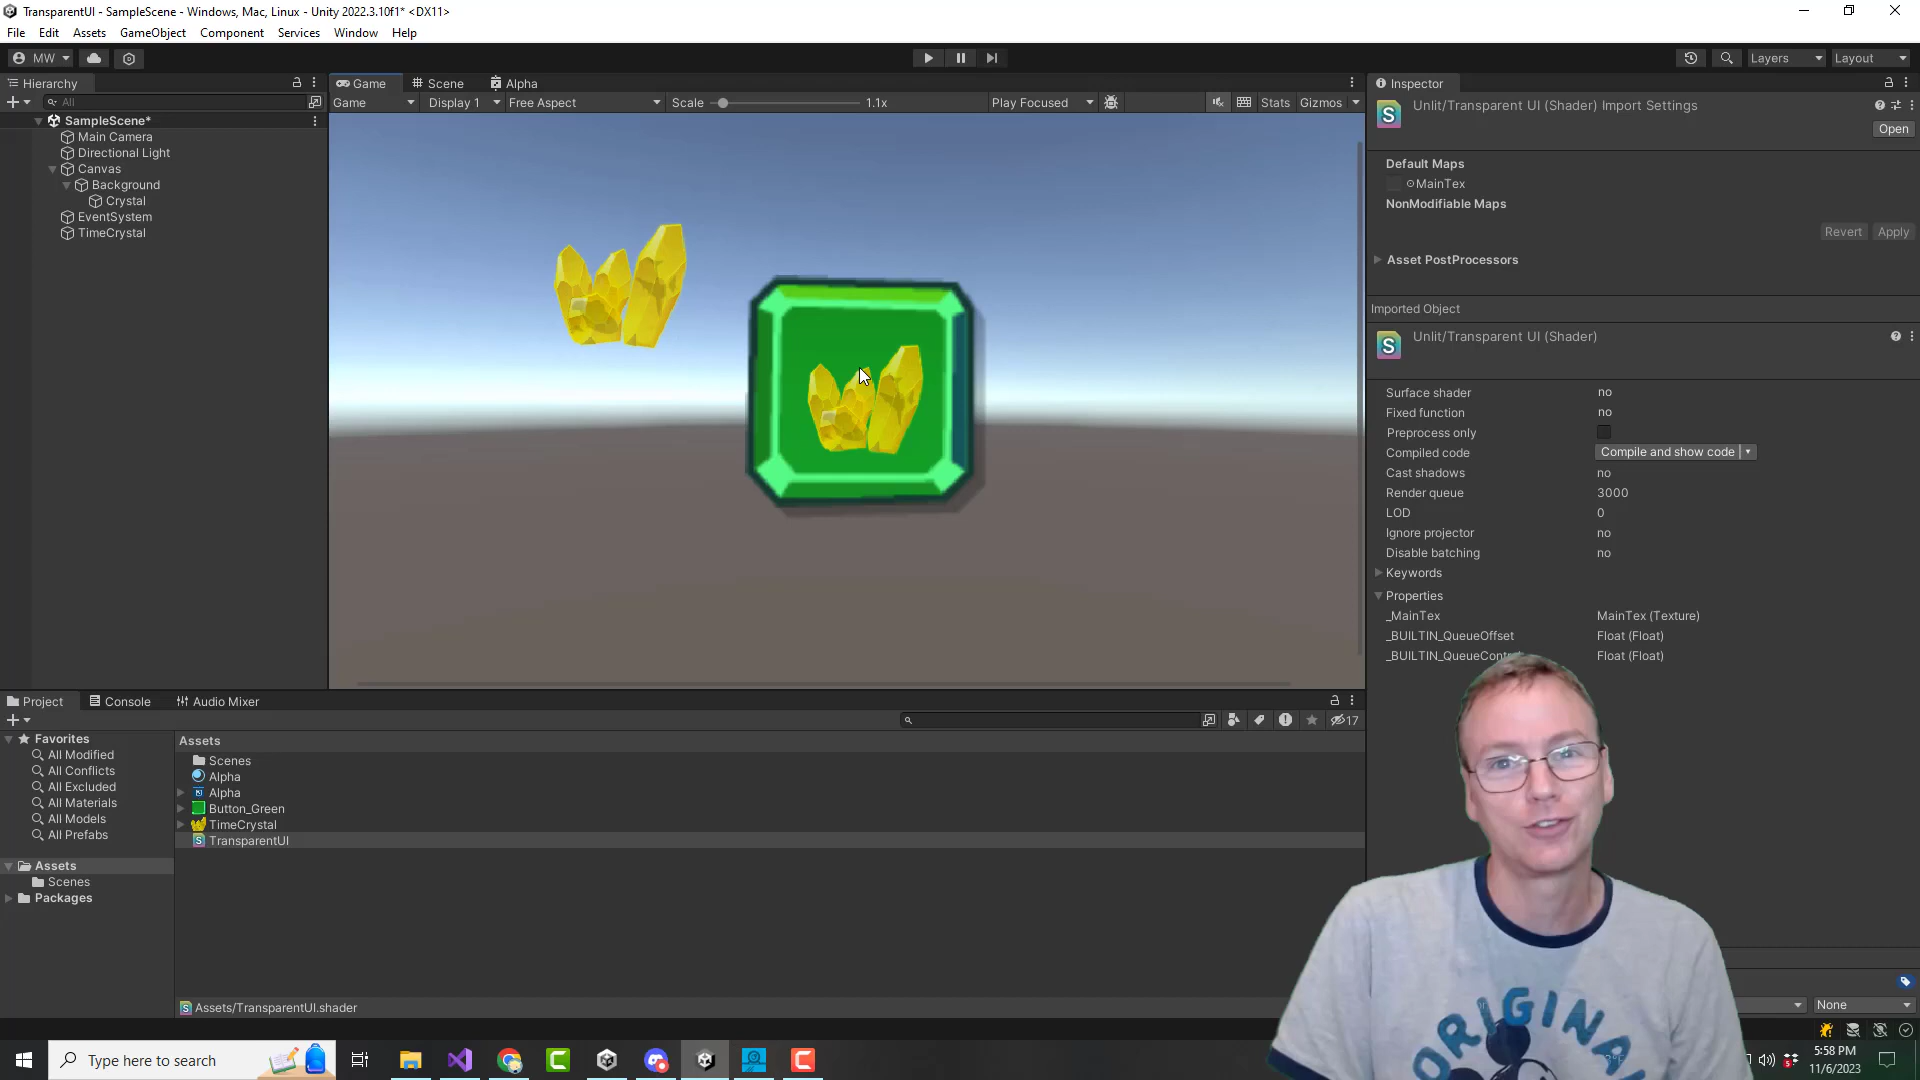 TransparentUI - SampleScene - Windows, Mac, Linux - Unity 2022.3.10f1* <DX11>
File Edit Assets GameObject Component Services Window Help
MW Layers Layout
Hierarchy Game Scene Alpha Inspector
All Game Display 1 Free Aspect Scale 1.1x Play Focused Stats Gizmos
SampleScene*
Main Camera
Directional Light
Canvas
Background
Crystal
EventSystem
TimeCrystal
Unlit/Transparent UI (Shader) Import Settings
Open
Default Maps
MainTex
NonModifiable Maps
Revert Apply
Asset PostProcessors
Imported Object
Unlit/Transparent UI (Shader)
Surface shader no
Fixed function no
Preprocess only
Compiled code Compile and show code
Cast shadows no
Render queue 3000
LOD 0
Ignore projector no
Disable batching no
Keywords
Properties
_MainTex MainTex (Texture)
_BUILTIN_QueueOffset Float (Float)
Float (Float)
Project Console Audio Mixer
17
Favorites
All Modified
All Conflicts
All Excluded
All Materials
All Models
All Prefabs
Assets
Scenes
Packages
Assets
Scenes
Alpha
Alpha
Button_Green
TimeCrystal
TransparentUI
Assets/TransparentUI.shader
None
ORIGINAL
Type here to search
5:58 PM
11/6/2023